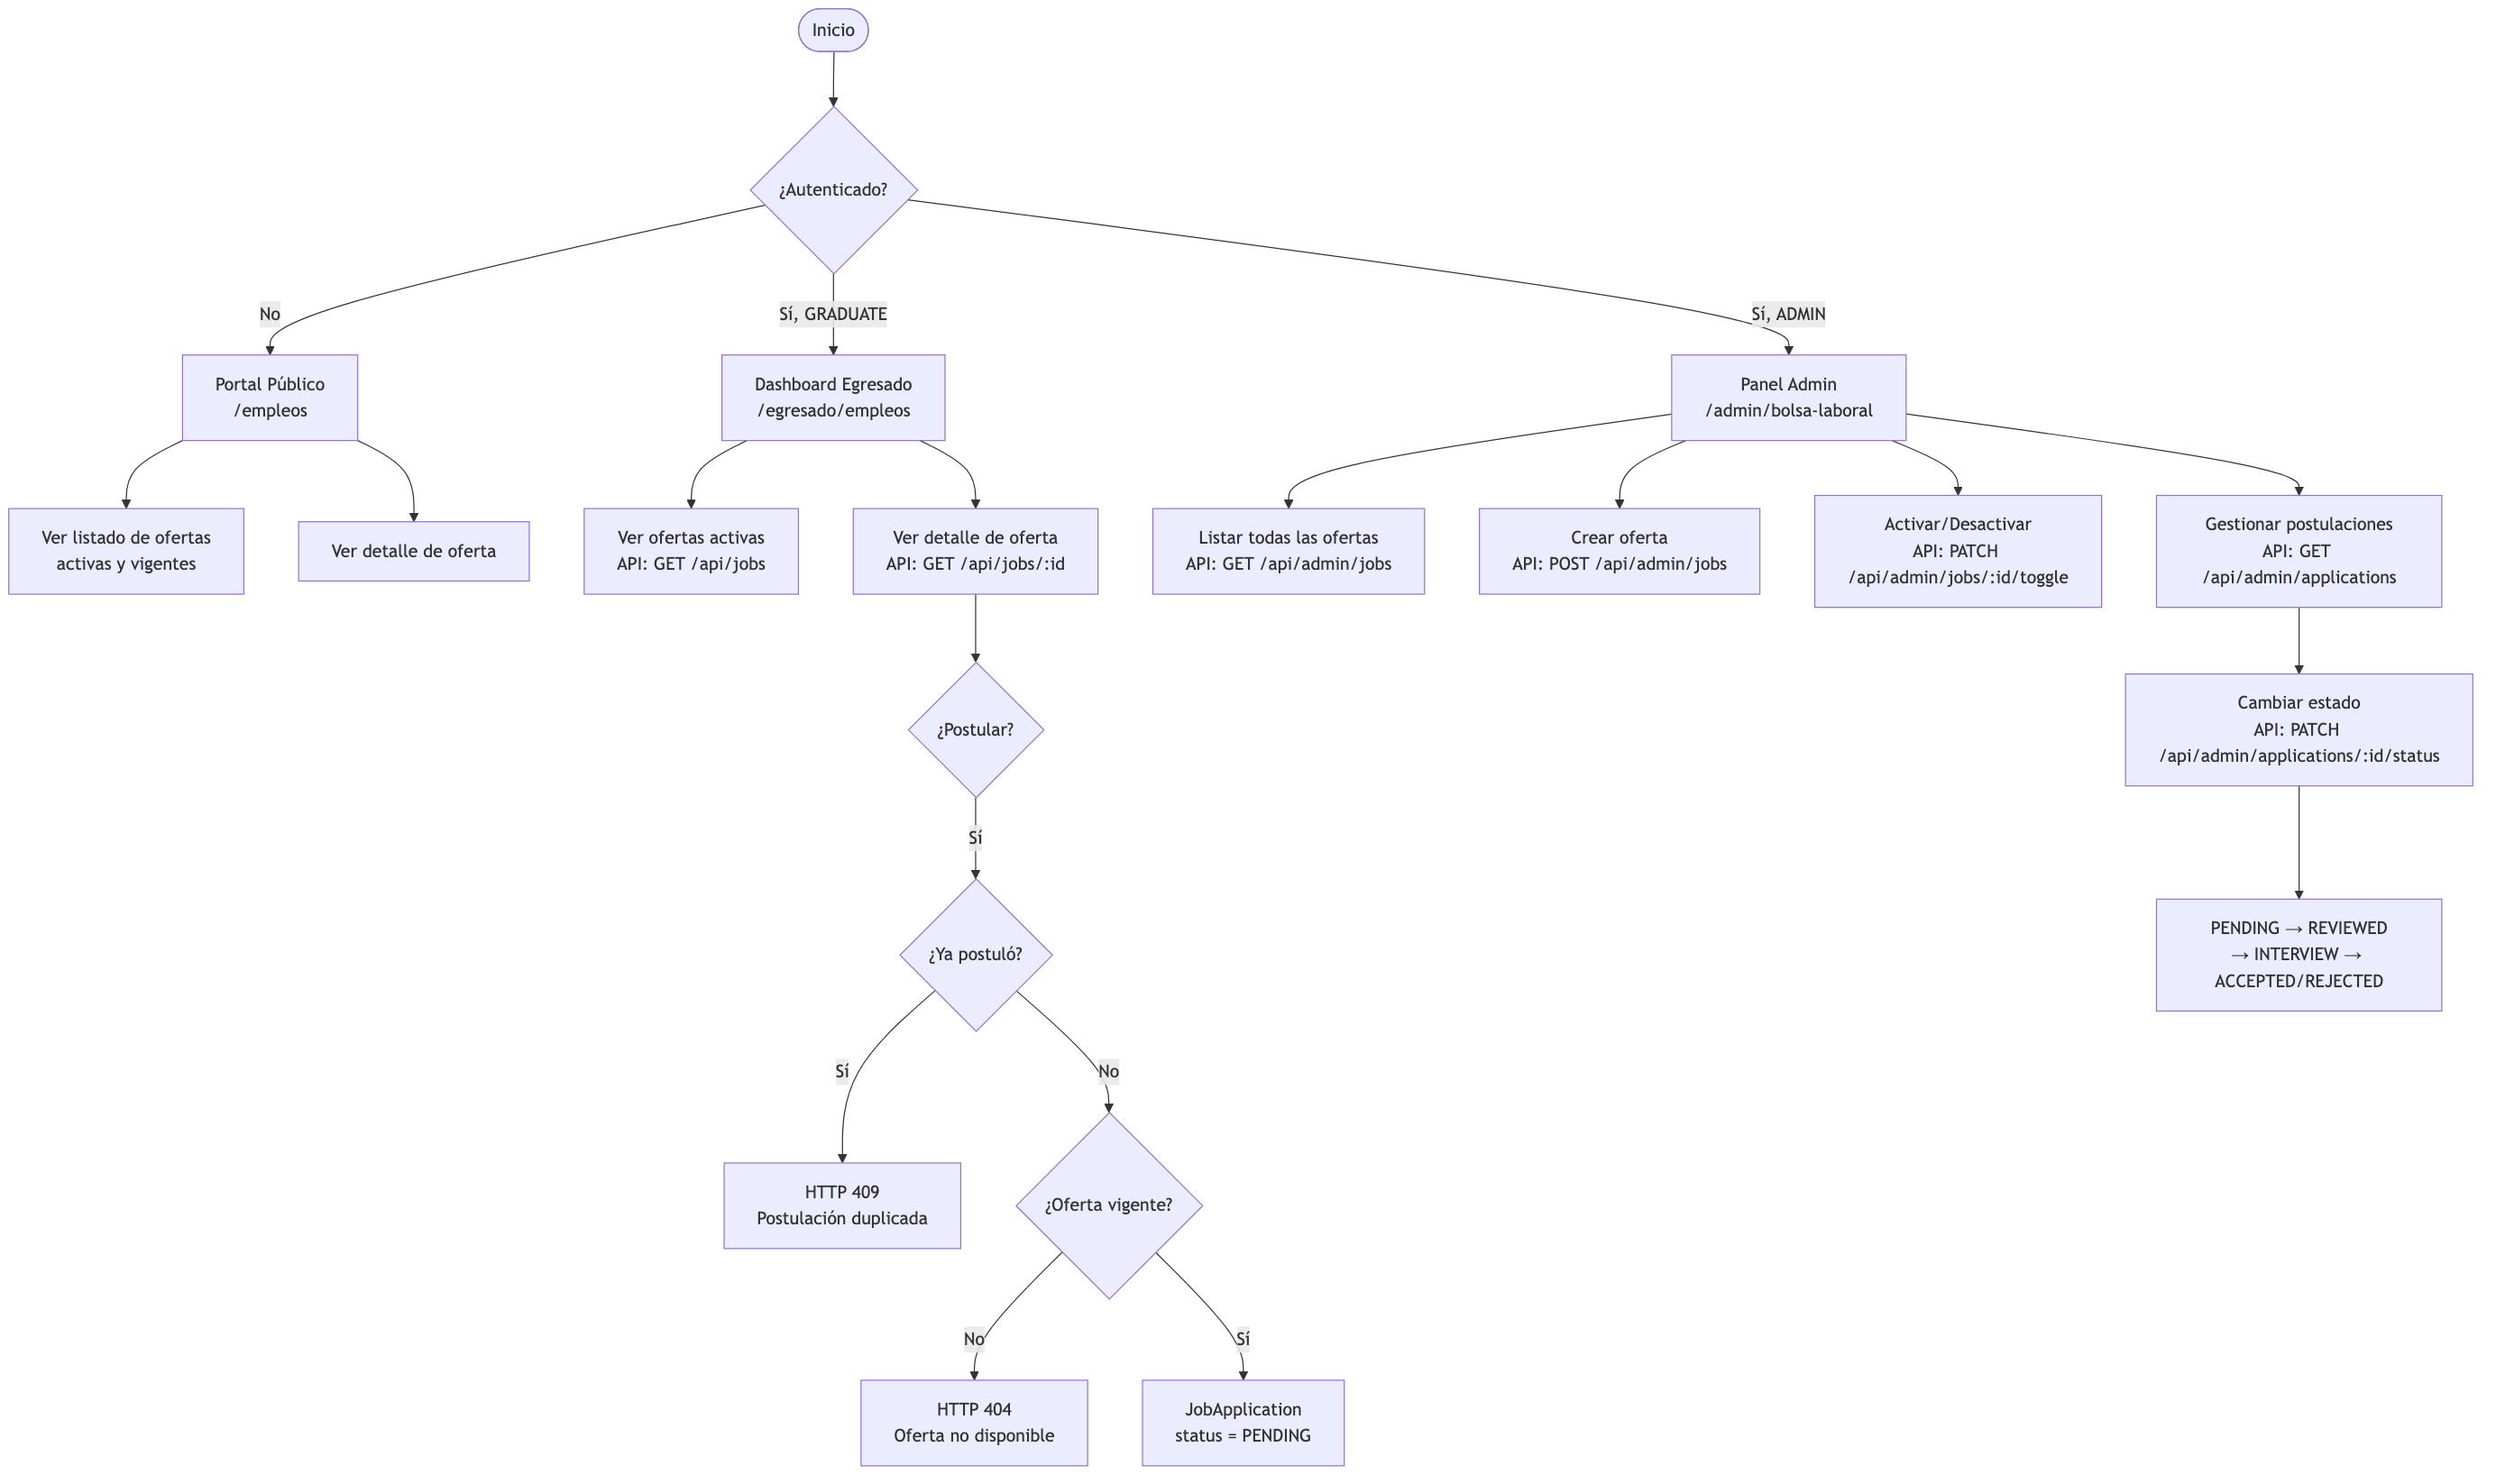 Inicio
¿Autenticado?
No
Sí, GRADUATE
Sí, ADMIN
Portal Público
/empleos
Dashboard Egresado
/egresado/empleos
Panel Admin
/admin/bolsa-laboral
Ver listado de ofertas
activas y vigentes
Ver detalle de oferta
Ver ofertas activas
API: GET /api/jobs
Ver detalle de oferta
API: GET /api/jobs/:id
Listar todas las ofertas
API: GET /api/admin/jobs
Crear oferta
API: POST /api/admin/jobs
Activar/Desactivar
API: PATCH
/api/admin/jobs/:id/toggle
Gestionar postulaciones
API: GET
/api/admin/applications
¿Postular?
Cambiar estado
API: PATCH
/api/admin/applications/:id/status
Sí
¿Ya postuló?
PENDING → REVIEWED
→ INTERVIEW →
ACCEPTED/REJECTED
Sí
No
HTTP 409
Postulación duplicada
¿Oferta vigente?
No
Sí
HTTP 404
Oferta no disponible
JobApplication
status = PENDING